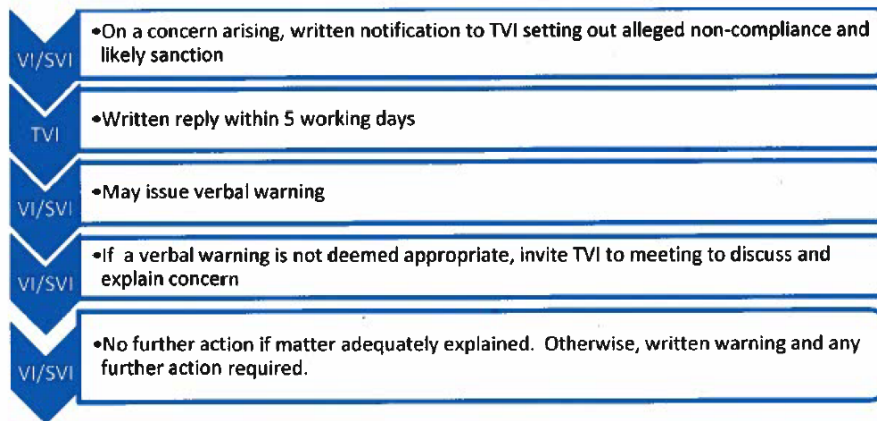 VI/SVI
•On a concern arising, written notification to TVI setting out alleged non-compliance and
likely sanction
TVI
•Written reply within 5 working days
VI/SVI
•May issue verbal warning
VI/SVI
•If a verbal warning is not deemed appropriate, invite TVI to meeting to discuss and
explain concern
VI/SVI
•No further action if matter adequately explained. Otherwise, written warning and any
further action required.